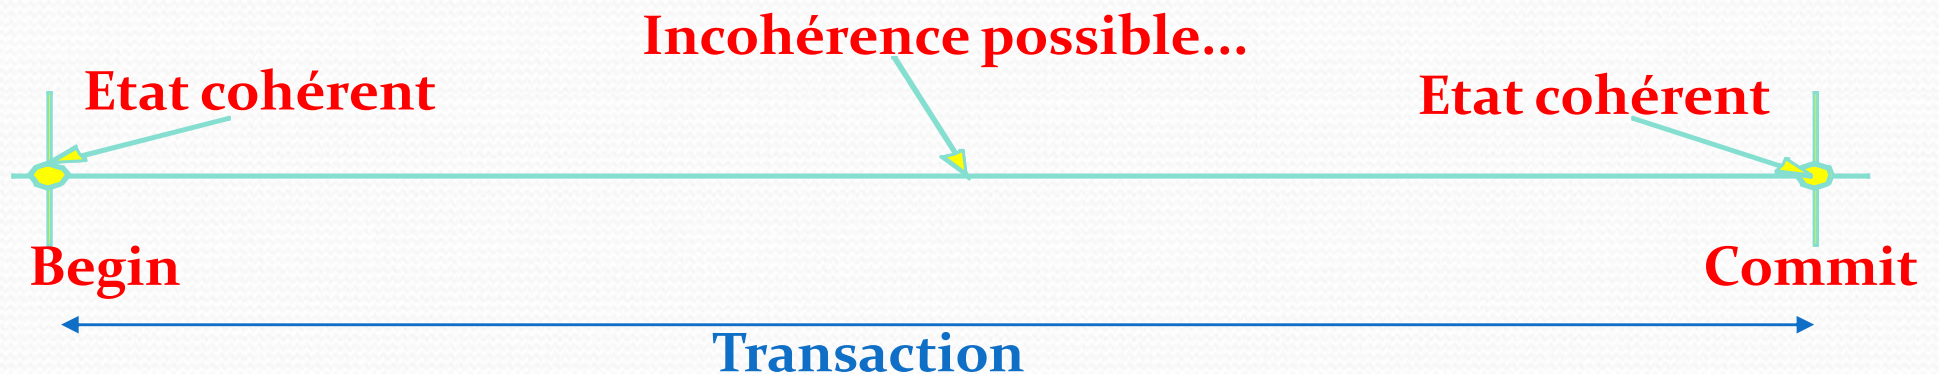 Incohérence possible...
Etat cohérent
Etat cohérent
Begin
Commit
Transaction